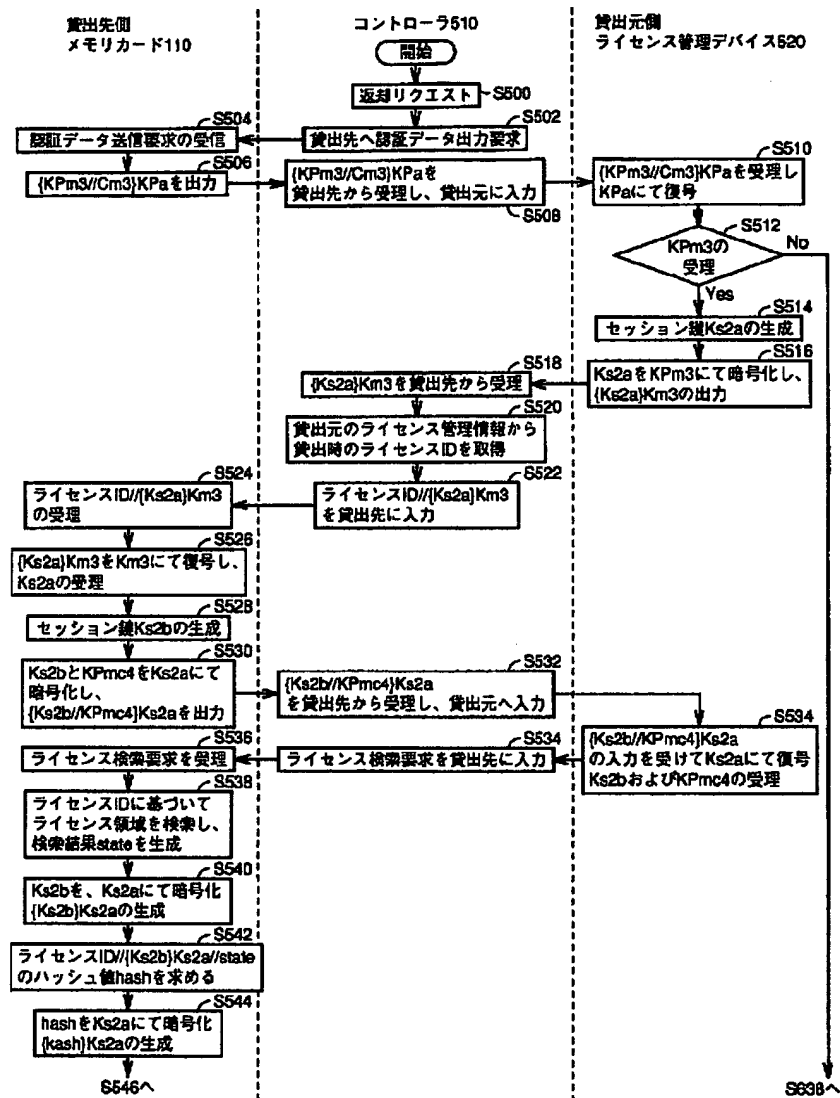 貸出先側
メモリカード110
コントローラ510
貸出元側
ライセンス管理デバイス520
開始
返却リクエスト
S500
S502
貸出先へ認証データ出力要求
S504
認証データ送信要求の受信
S506
{KPm3//Cm3}KPaを出力
{KPm3//Cm3}KPaを
貸出先から受理し、貸出元に入力
S508
S510
{KPm3//Cm3}KPaを受理し
KPaにて復号
S512
KPm3の
受理
No
Yes
S514
セッション鍵Ks2aの生成
S516
Ks2aをKPm3にて暗号化し、
{Ks2a}Km3の出力
S518
{Ks2a}Km3を貸出先から受理
S520
貸出元のライセンス管理情報から
貸出時のライセンスIDを取得
S522
ライセンスID//{Ks2a}Km3
を貸出先に入力
S524
ライセンスID//{Ks2a}Km3
の受理
S526
{Ks2a}Km3をKm3にて復号し、
Ks2aの受理
S528
セッション鍵Ks2bの生成
S530
Ks2bとKPmc4をKs2aにて
暗号化し、
{Ks2b//KPmc4}Ks2aを出力
S532
{Ks2b//KPmc4}Ks2a
を貸出先から受理し、貸出元へ入力
S534
{Ks2b//KPmc4}Ks2a
の入力を受けてKs2aにて復号
Ks2bおよびKPmc4の受理
S534
ライセンス検索要求を貸出先に入力
S536
ライセンス検索要求を受理
S538
ライセンスIDに基づいて
ライセンス領域を検索し、
検索結果stateを生成
S540
Ks2bを、Ks2aにて暗号化
{Ks2b}Ks2aの生成
S542
ライセンスID//{Ks2b}Ks2a//state
のハッシュ値hashを求める
S544
hashをKs2aにて暗号化
{kash}Ks2aの生成
S546へ
S638へ